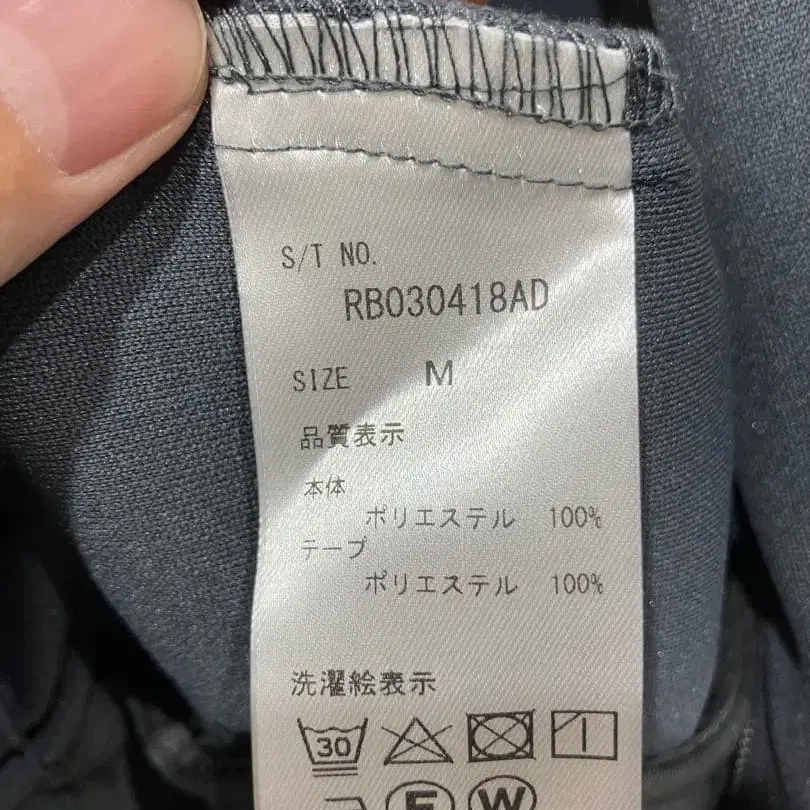 S/T NO.
RB030418AD
SIZE M
品質表示
本体
ポリエステル 100%
テープ
ポリエステル 100%
洗濯絵表示
30
F W